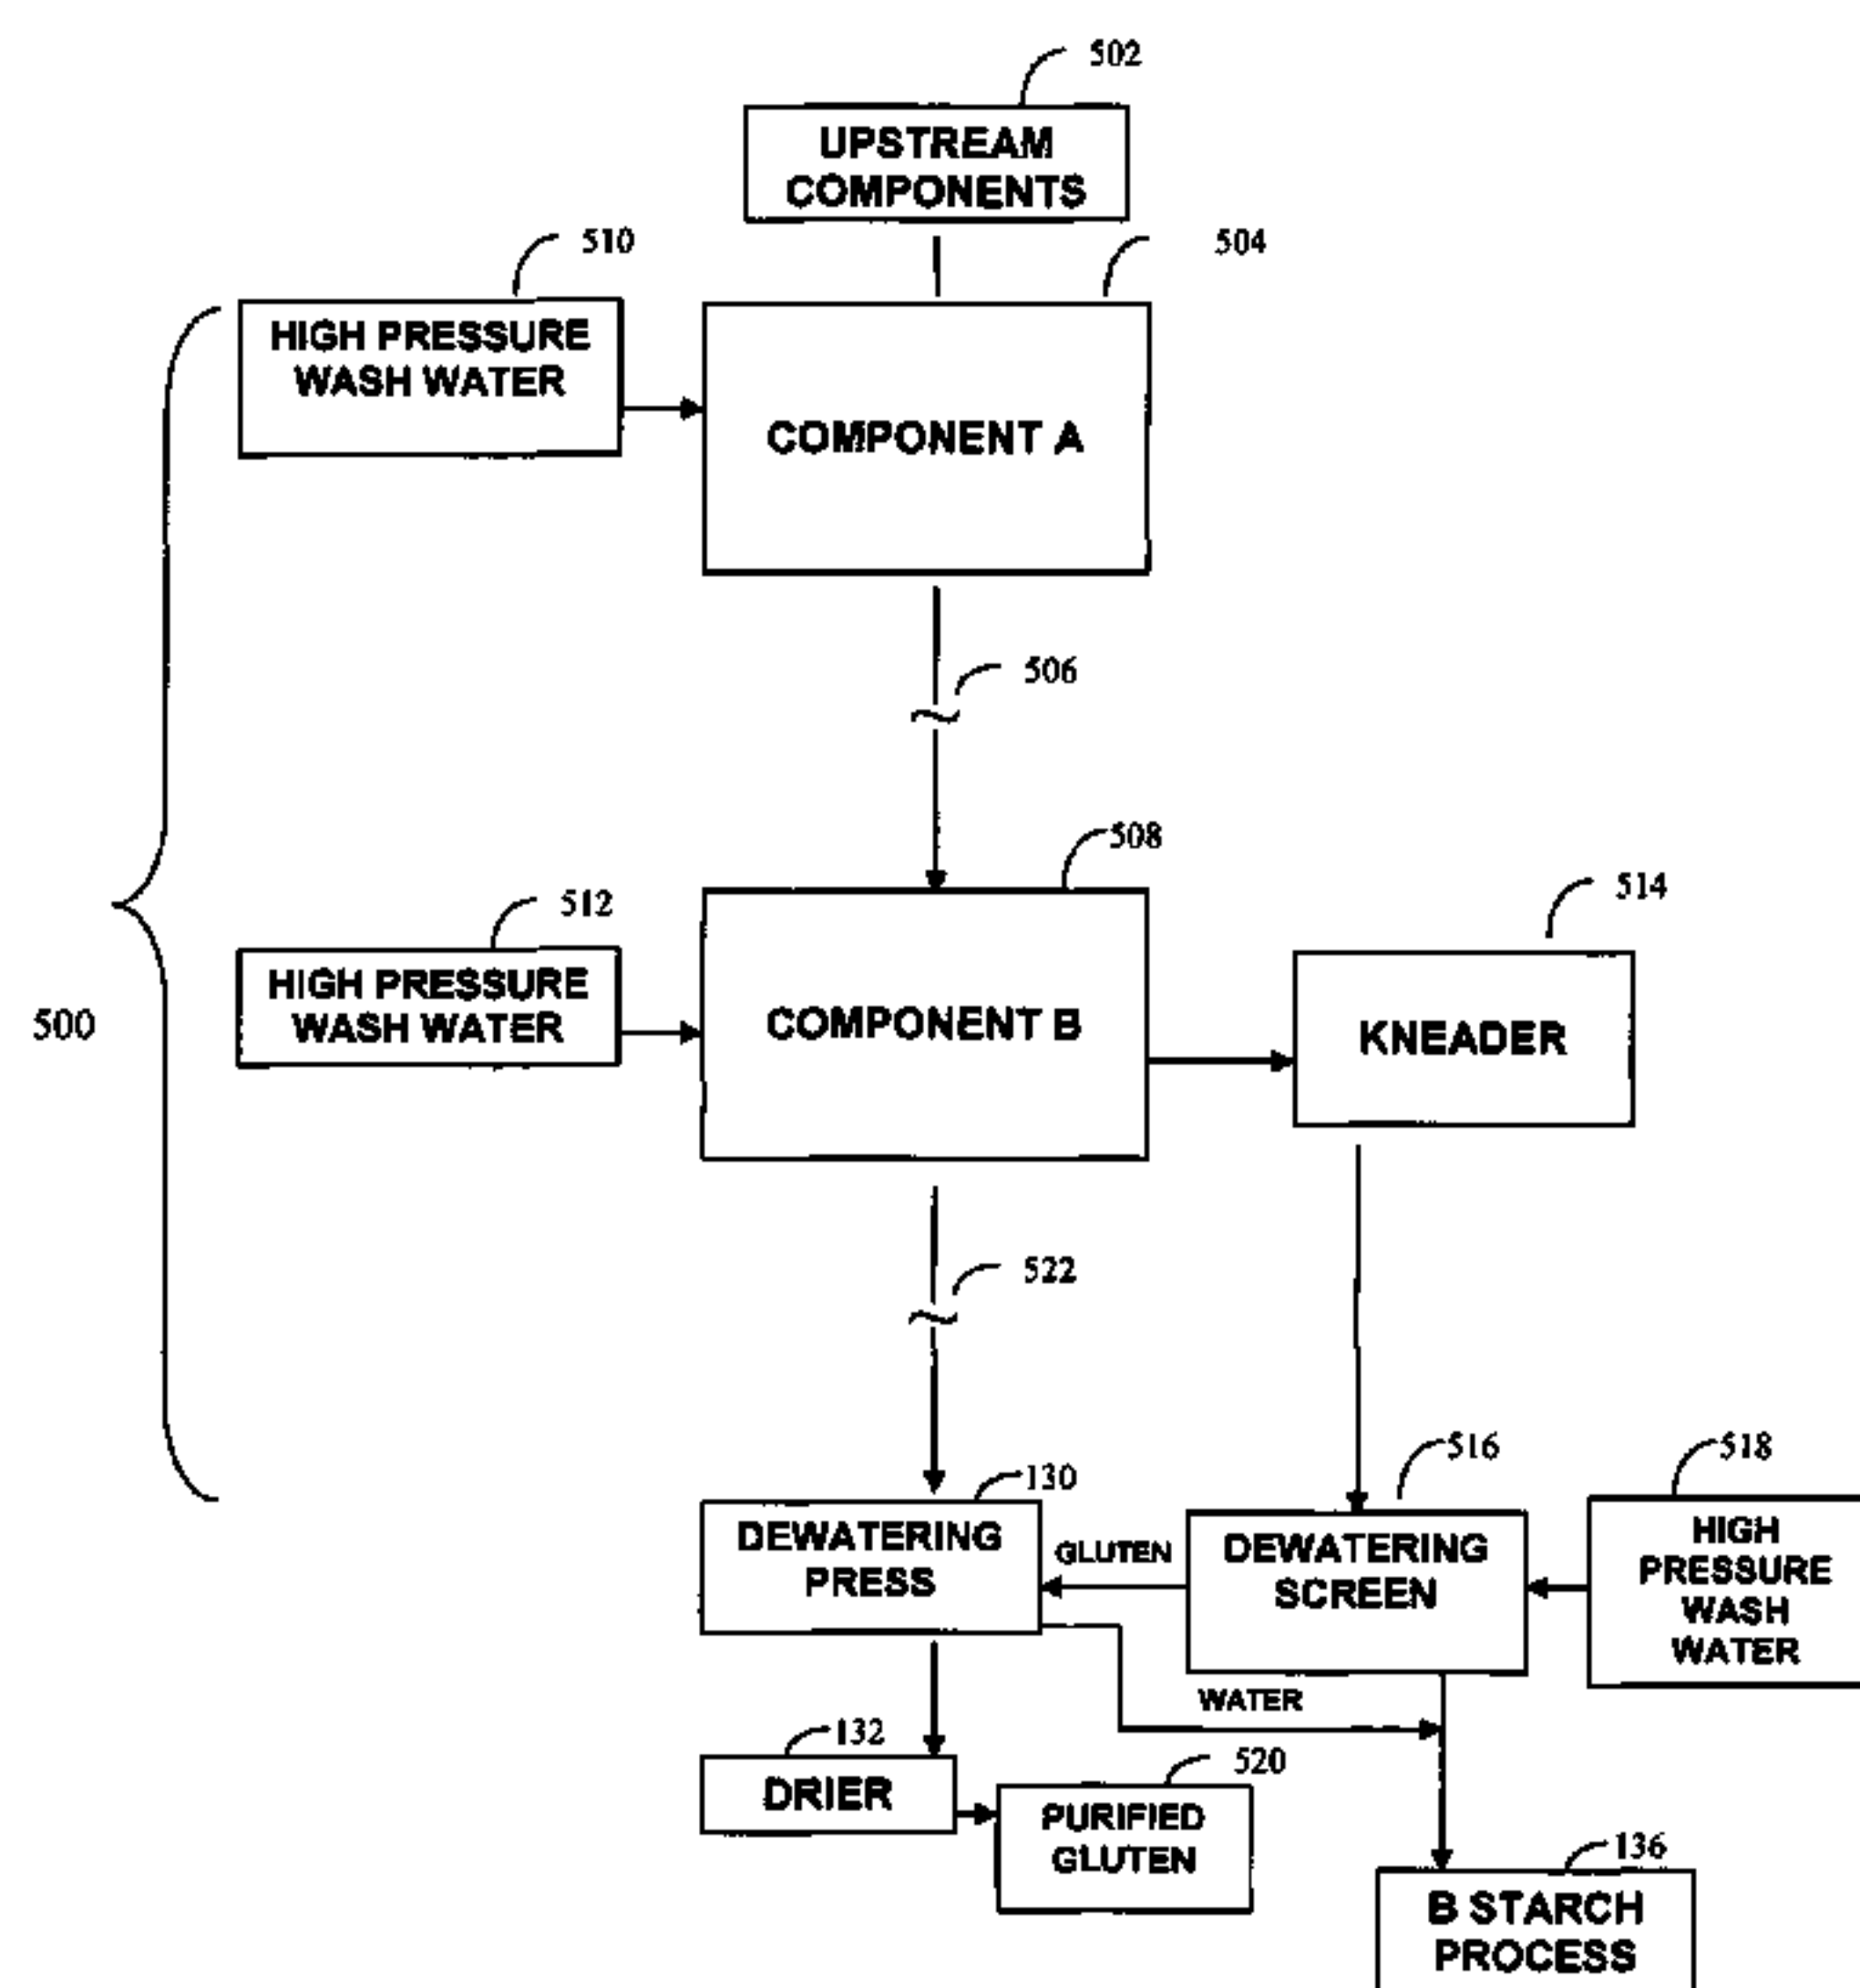 502
UPSTREAM
COMPONENTS
510
504
HIGH PRESSURE
WASH WATER
COMPONENT A
506
508
512
514
HIGH PRESSURE
WASH WATER
500
COMPONENT B
KNEADER
522
516
518
130
DEWATERING
PRESS
GLUTEN
DEWATERING
SCREEN
HIGH
PRESSURE
WASH
WATER
WATER
132
DRIER
520
PURIFIED
GLUTEN
136
B STARCH
PROCESS